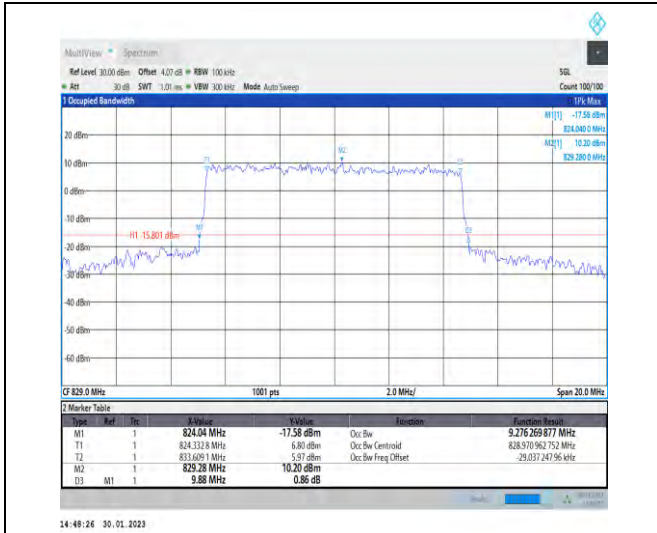 MultiView Spectrum
Ref Level 30.00 dBm Offset 4.07 dB RBW 100 kHz SGL
Att 30 dB SWT 1.01 ms VBW 300 kHz Mode Auto Sweep Count 100/100
1 Occupied Bandwidth 1Pk Max
M1[1] -17.58 dBm
824.040 0 MHz
M2[1] 10.20 dBm
829.280 0 MHz
20 dBm
M2
T1
10 dBm
0 dBm
-10 dBm
M1
D3
H1 15.801 dBm
-20 dBm
-30 dBm
-40 dBm
-50 dBm
-60 dBm
CF 829.0 MHz 1001 pts 2.0 MHz/ Span 20.0 MHz
2 Marker Table
Type Ref Trc X-Value Y-Value Function Function Result
M1 1 824.04 MHz -17.58 dBm Occ Bw 9.276 269 877 MHz
T1 1 824.332 8 MHz 6.80 dBm Occ Bw Centroid 828.970 962 752 MHz
T2 1 833.609 1 MHz 5.97 dBm Occ Bw Freq Offset -29.037 247 96 kHz
M2 1 829.28 MHz 10.20 dBm
D3 M1 1 9.88 MHz 0.86 dB
14:48:26 30.01.2023